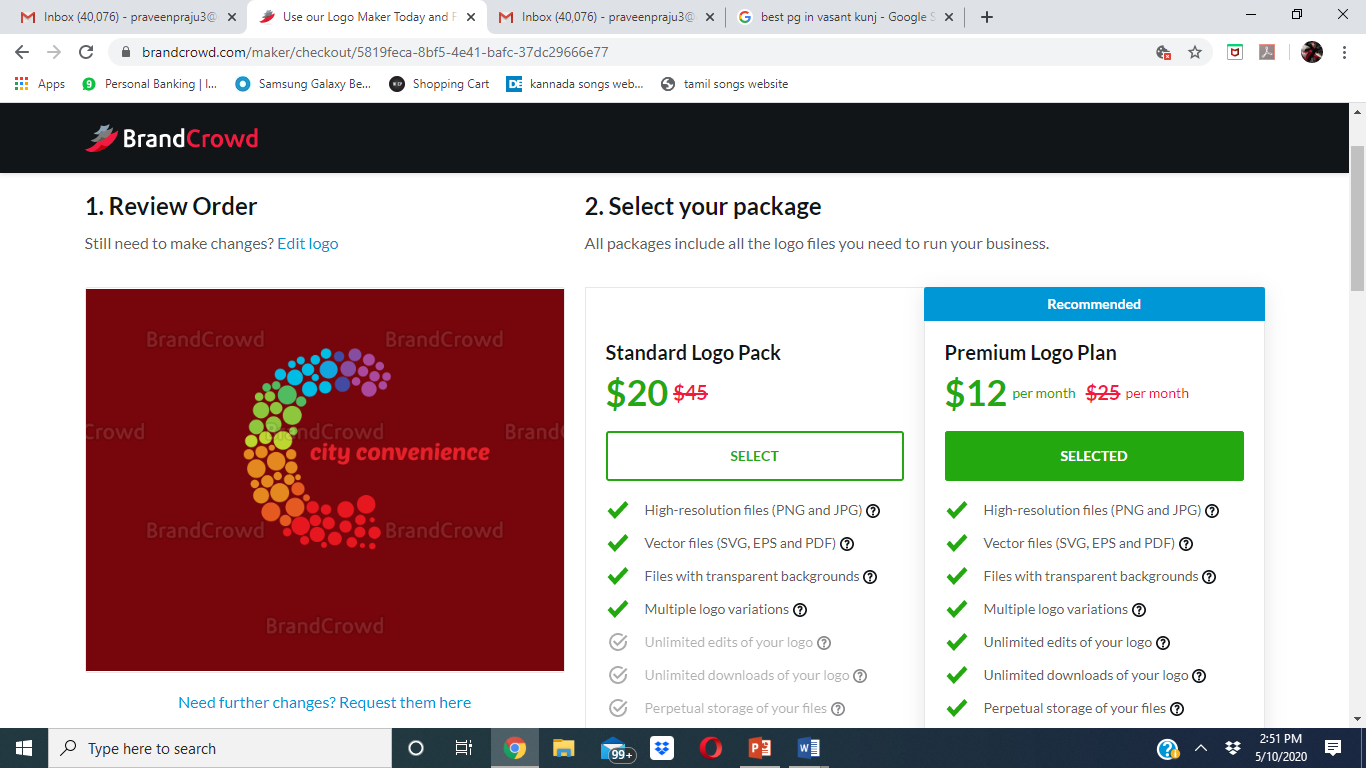 Inbox (40,076) - praveenpraju3@
Use our Logo Maker Today and F
Inbox (40,076) - praveenpraju3@
best pg in vasant kunj - Google S
brandcrowd.com/maker/checkout/5819feca-8bf5-4e41-bafc-37dc29666e77
Apps
Personal Banking | I...
Samsung Galaxy Be...
Shopping Cart
DE
kannada songs web...
tamil songs website
BrandCrowd
1. Review Order
Still need to make changes? Edit logo
2. Select your package
All packages include all the logo files you need to run your business.
BrandCrowd BrandCrowd
Crowd BrandCrowd Brand
city convenience
BrandCrowd BrandCrowd
BrandCrowd
Need further changes? Request them here
Standard Logo Pack
$20 $45
SELECT
High-resolution files (PNG and JPG)
Vector files (SVG, EPS and PDF)
Files with transparent backgrounds
Multiple logo variations
Unlimited edits of your logo
Unlimited downloads of your logo
Perpetual storage of your files
Recommended
Premium Logo Plan
$12 per month $25 per month
SELECTED
High-resolution files (PNG and JPG)
Vector files (SVG, EPS and PDF)
Files with transparent backgrounds
Multiple logo variations
Unlimited edits of your logo
Unlimited downloads of your logo
Perpetual storage of your files
Type here to search
99+
2:51 PM
5/10/2020